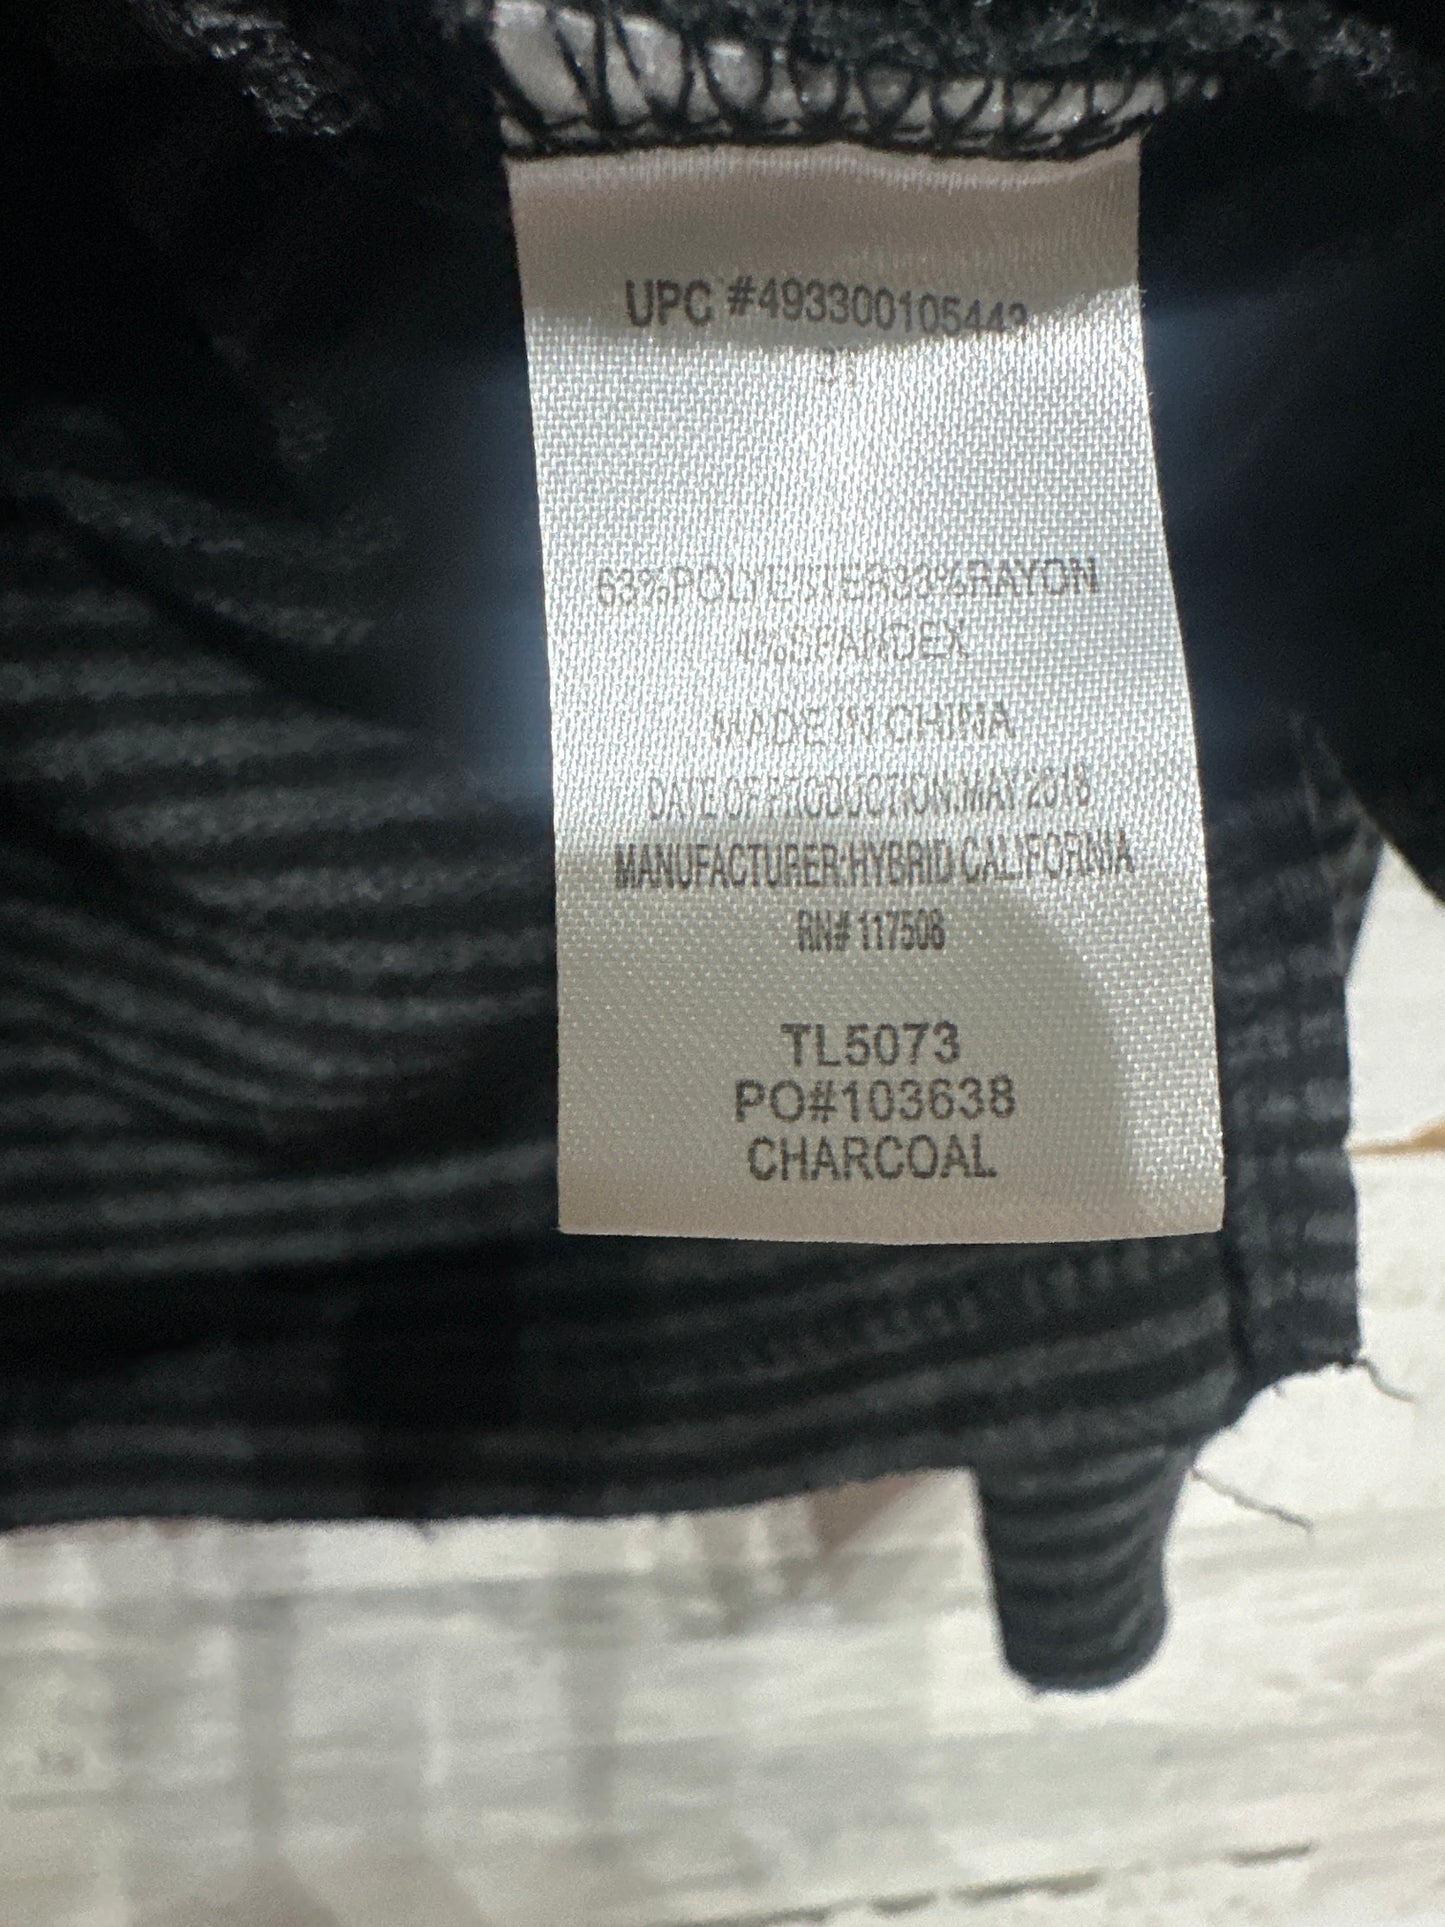 UPC #493300105443
63%POLYESTER33%RAYON
4%SPANDEX
MADE IN CHINA
DATE OF PRODUCTION:MAY 2018
MANUFACTURER:HYBRID CALIFORNIA
RN# 117508
TL5073
PO#103638
CHARCOAL